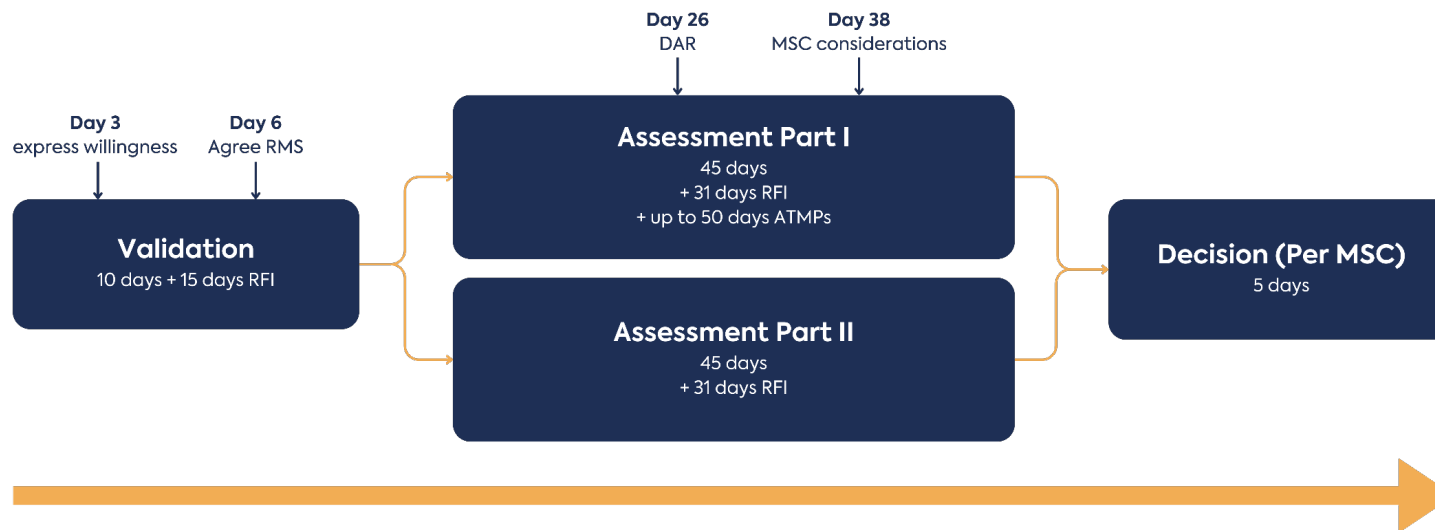 Day 3
express willingness
Day 6
Agree RMS
Validation
10 days + 15 days RFI
Day 26
DAR
Day 38
MSC considerations
Assessment Part I
45 days
+ 31 days RFI
+ up to 50 days ATMPs
Assessment Part II
45 days
+ 31 days RFI
Decision (Per MSC)
5 days